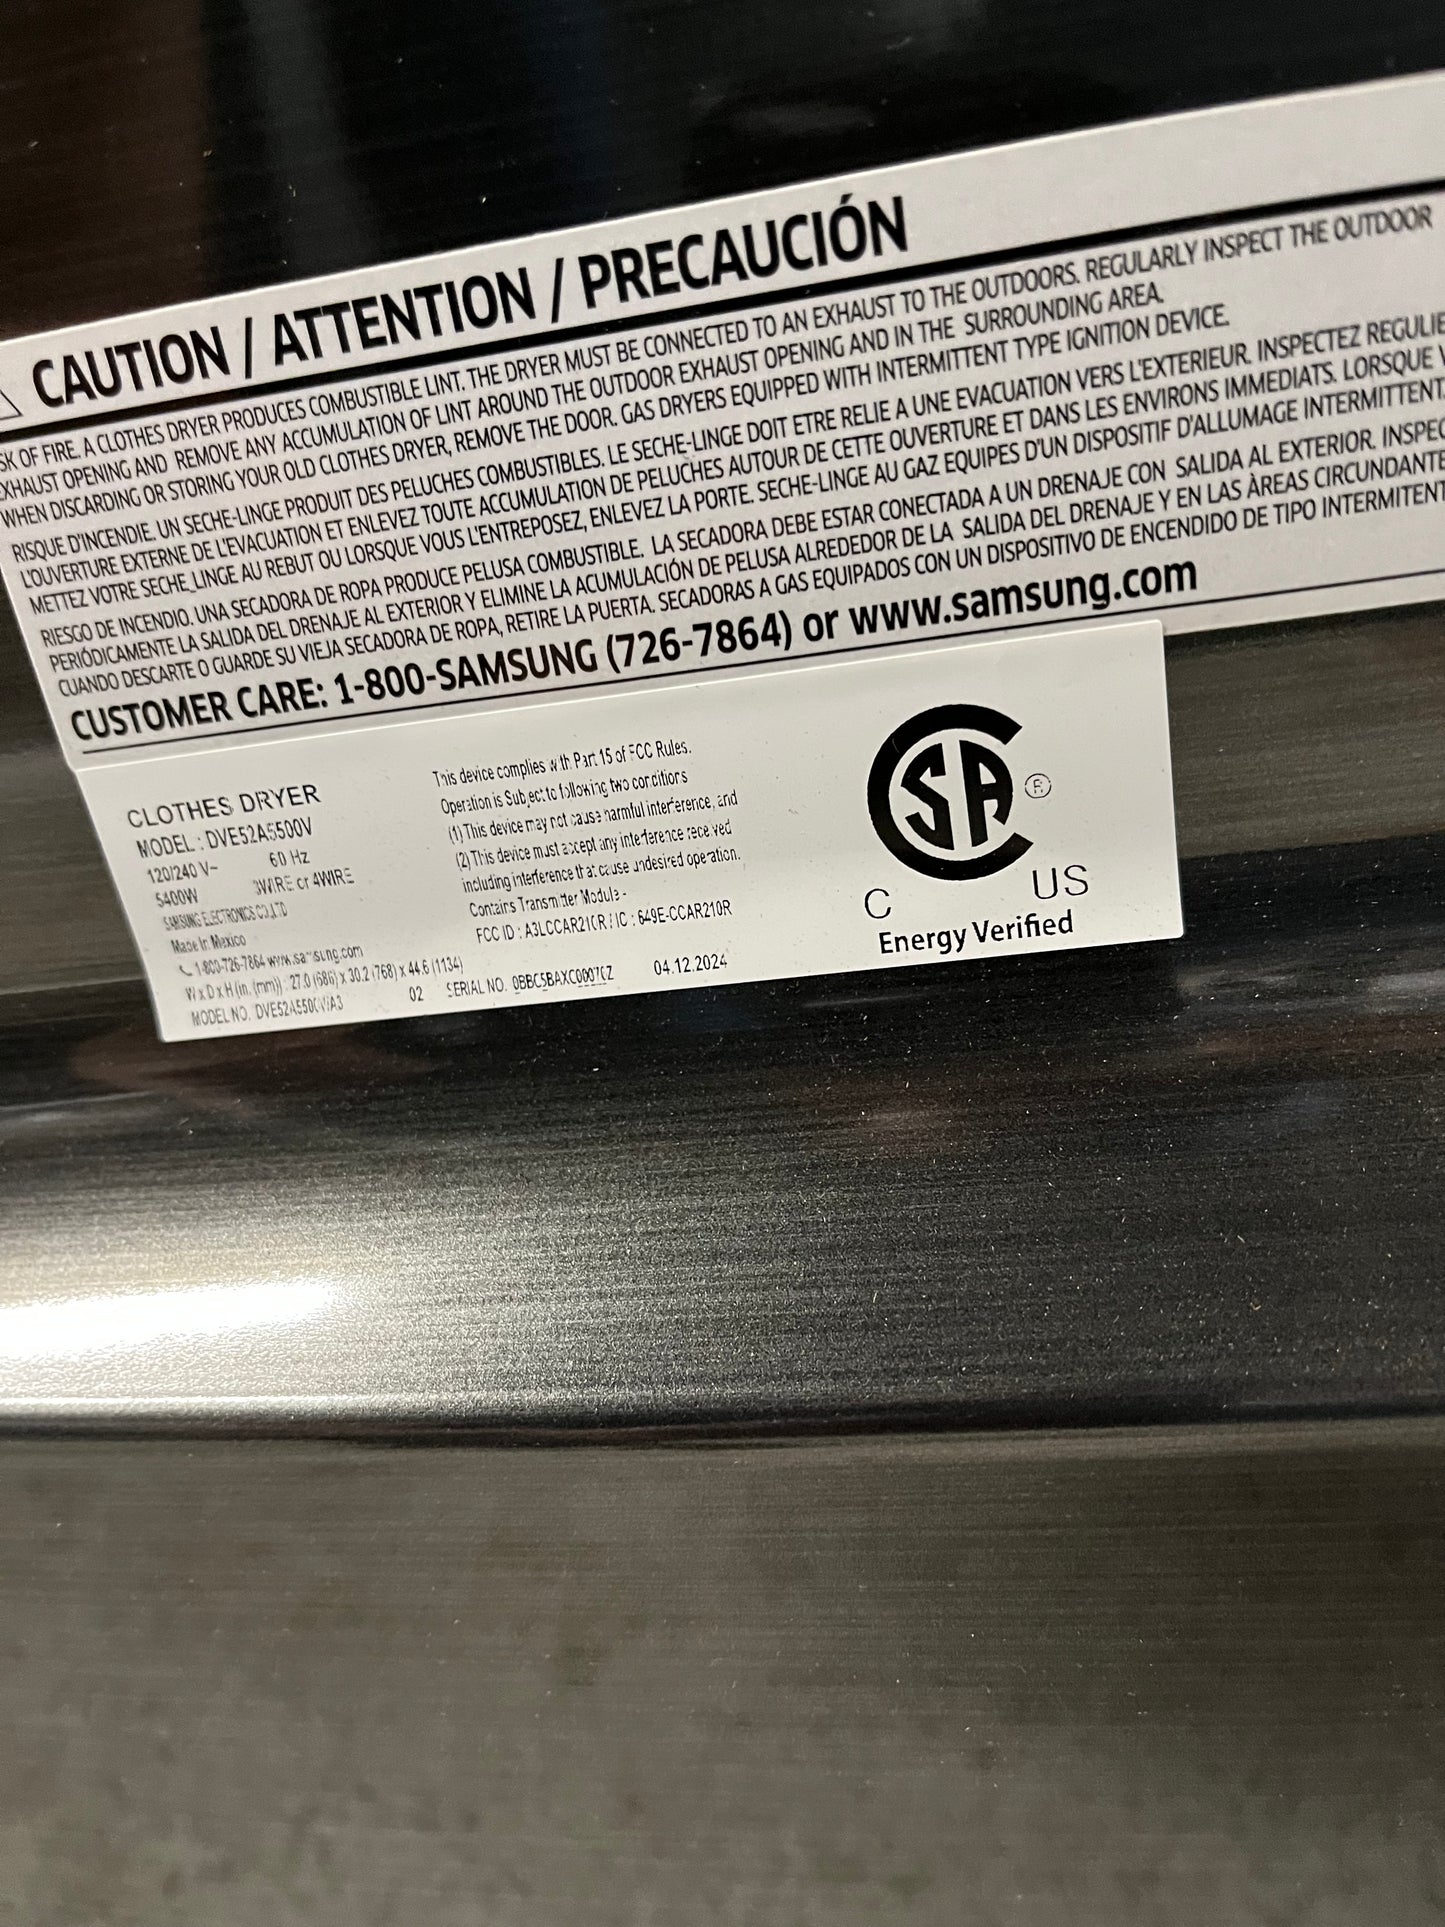 CAUTION / ATTENTION / PRECAUCIÓN
SK OF FIRE. A CLOTHES DRYER PRODUCES COMBUSTIBLE LINT. THE DRYER MUST BE CONNECTED TO AN EXHAUST TO THE OUTDOORS. REGULARLY INSPECT THE OUTDOOR
EXHAUST OPENING AND REMOVE ANY ACCUMULATION OF LINT AROUND THE OUTDOOR EXHAUST OPENING AND IN THE SURROUNDING AREA.
WHEN DISCARDING OR STORING YOUR OLD CLOTHES DRYER, REMOVE THE DOOR. GAS DRYERS EQUIPPED WITH INTERMITTENT TYPE IGNITION DEVICE.
RISQUE D'INCENDIE. UN SECHE-LINGE PRODUIT DES PELUCHES COMBUSTIBLES. LE SECHE-LINGE DOIT ETRE RELIE A UNE EVACUATION VERS L'EXTERIEUR. INSPECTEZ REGULIE
L'OUVERTURE EXTERNE DE L'EVACUATION ET ENLEVEZ TOUTE ACCUMULATION DE PELUCHES AUTOUR DE CETTE OUVERTURE ET DANS LES ENVIRONS IMMEDIATS. LORSQUE V
METTEZ VOTRE SECHE_LINGE AU REBUT OU LORSQUE VOUS L'ENTREPOSEZ, ENLEVEZ LA PORTE. SECHE-LINGE AU GAZ EQUIPES D'UN DISPOSITIF D'ALLUMAGE INTERMITTENT.
RIESGO DE INCENDIO. UNA SECADORA DE ROPA PRODUCE PELUSA COMBUSTIBLE. LA SECADORA DEBE ESTAR CONECTADA A UN DRENAJE CON SALIDA AL EXTERIOR. INSPEC
PERIÓDICAMENTE LA SALIDA DEL DRENAJE AL EXTERIOR Y ELIMINE LA ACUMULACIÓN DE PELUSA ALREDEDOR DE LA SALIDA DEL DRENAJE Y EN LAS ÀREAS CIRCUNDANTE
CUANDO DESCARTE O GUARDE SU VIEJA SECADORA DE ROPA, RETIRE LA PUERTA. SECADORAS A GAS EQUIPADOS CON UN DISPOSITIVO DE ENCENDIDO DE TIPO INTERMITENT
CUSTOMER CARE: 1-800-SAMSUNG (726-7864) or www.samsung.com
CLOTHES DRYER
MODEL : DVE52A5500V
120/240 V~ 60 Hz
5400W 3WIRE or 4WIRE
SAMSUNG ELECTRONICS CO.,LTD
Made In Mexico
1-800-726-7864 www.samsung.com
W x D x H (in. (mm)) : 27.0 (686) x 30.2 (768) x 44.6 (1134)
MODEL NO. DVE52A5500V/A3 02 SERIAL NO. 04.12.2024
This device complies with Part 15 of FCC Rules.
Operation is Subject to following two conditions
(1) This device may not cause harmful interference, and
(2) This device must accept any interference received
including interference that cause undesired operation.
Contains Transmitter Module -
FCC ID : A3LCCAR210R / IC : 649E-CCAR210R
SA ®
C US
Energy Verified